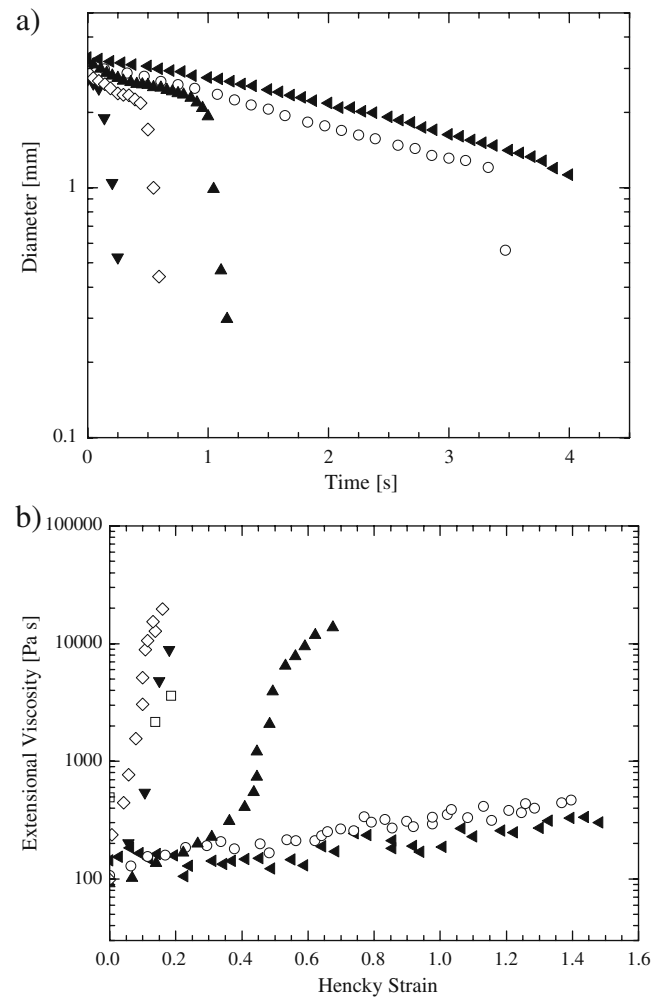 a)
1
0.1
Diameter [mm]
0 1 2 3 4
Time [s]
b)
100000
10000
1000
100
Extensional Viscosity [Pa s]
0.0 0.2 0.4 0.6 0.8 1.0 1.2 1.4 1.6
Hencky Strain